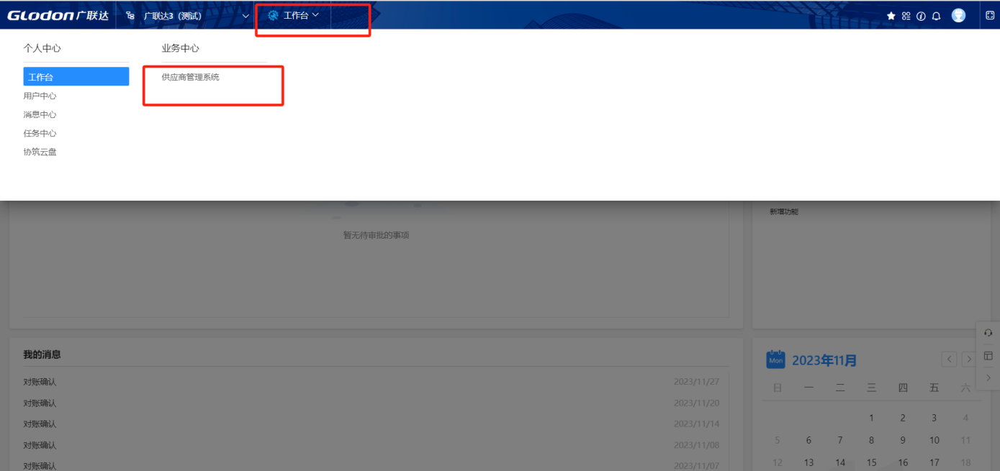 GLODON广联达 广联达3（测试） 工作台
个人中心 业务中心
工作台 供应商管理系统
用户中心
消息中心
任务中心
协筑云盘
新增功能
暂无待审批的事项
我的消息 Mon 2023年11月
对账确认 2023/11/27
日 一 二 三 四 五 六
对账确认 2023/11/20
对账确认 2023/11/14
1 2 3 4
对账确认 2023/11/08
5 6 7 8 9 10 11
对账确认 2023/11/07
12 13 14 15 16 17 18